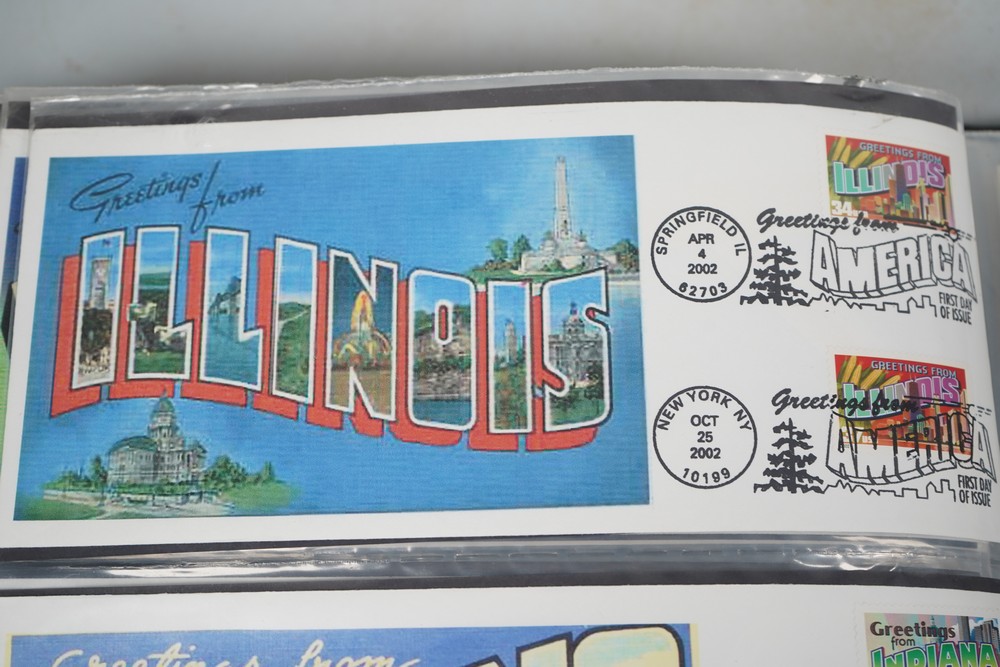 Greetings from
ILLINOIS
GREETINGS FROM
ILLINOIS
34
SPRINGFIELD IL
APR
4
2002
62703
Greetings from
AMERICA
FIRST DAY
OF ISSUE
GREETINGS FROM
ILLINOIS
NEW YORK NY
OCT
25
2002
10199
Greetings from
AMERICA
FIRST DAY
OF ISSUE
Greetings from
Greetings
from
INDIANA